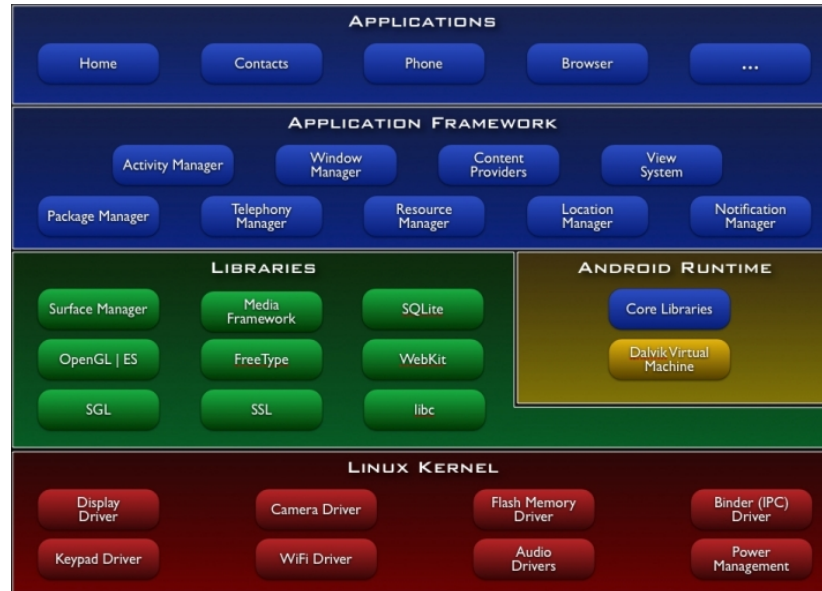 APPLICATIONS
Home
Contacts
Phone
Browser
...
APPLICATION FRAMEWORK
Activity Manager
Window
Manager
Content
Providers
View
System
Package Manager
Telephony
Manager
Resource
Manager
Location
Manager
Notification
Manager
LIBRARIES
Surface Manager
Media
Framework
SQLite
OpenGL | ES
FreeType
WebKit
SGL
SSL
libc
ANDROID RUNTIME
Core Libraries
Dalvik Virtual
Machine
LINUX KERNEL
Display
Driver
Camera Driver
Flash Memory
Driver
Binder (IPC)
Driver
Keypad Driver
WiFi Driver
Audio
Drivers
Power
Management